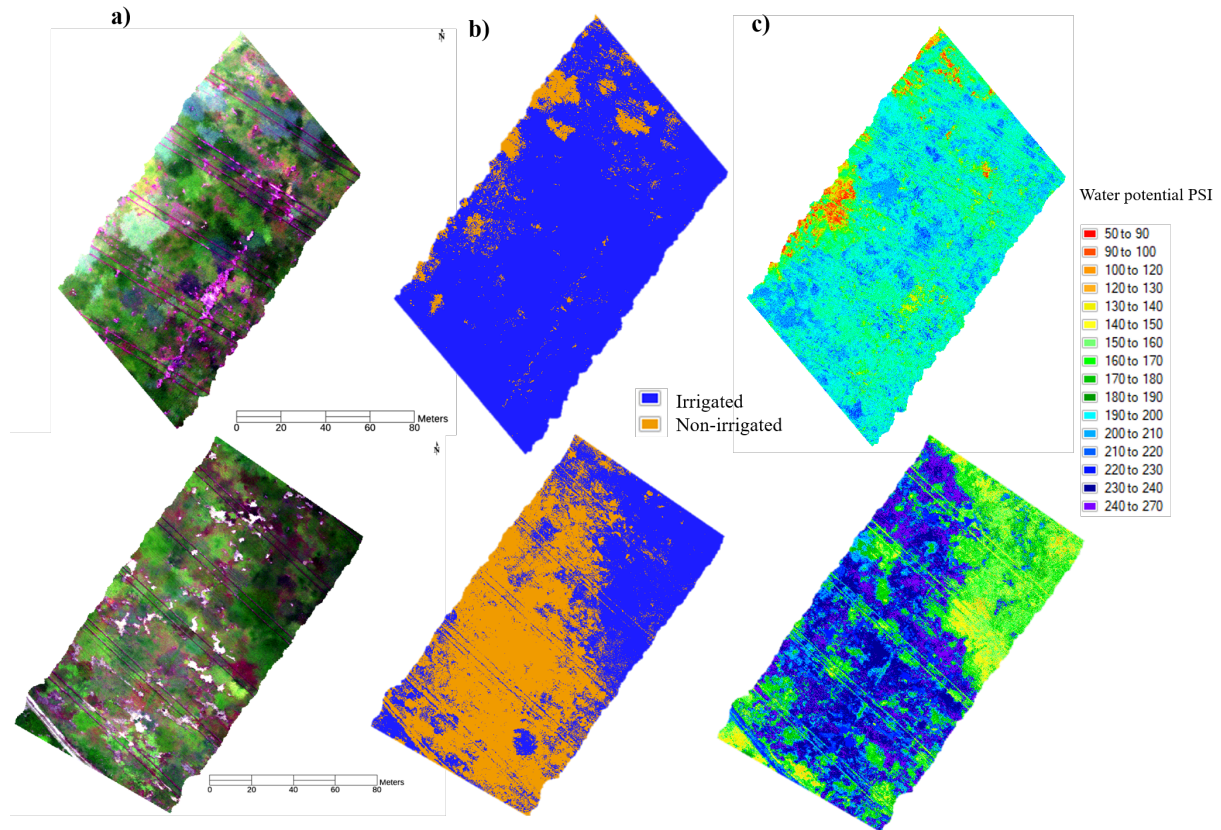 a)
b)
c)
N
Water potential PSI
50 to 90
90 to 100
100 to 120
120 to 130
130 to 140
140 to 150
150 to 160
160 to 170
170 to 180
180 to 190
190 to 200
200 to 210
210 to 220
220 to 230
230 to 240
240 to 270
Irrigated
Non-irrigated
Meters
0 20 40 60 80
N
Meters
0 20 40 60 80